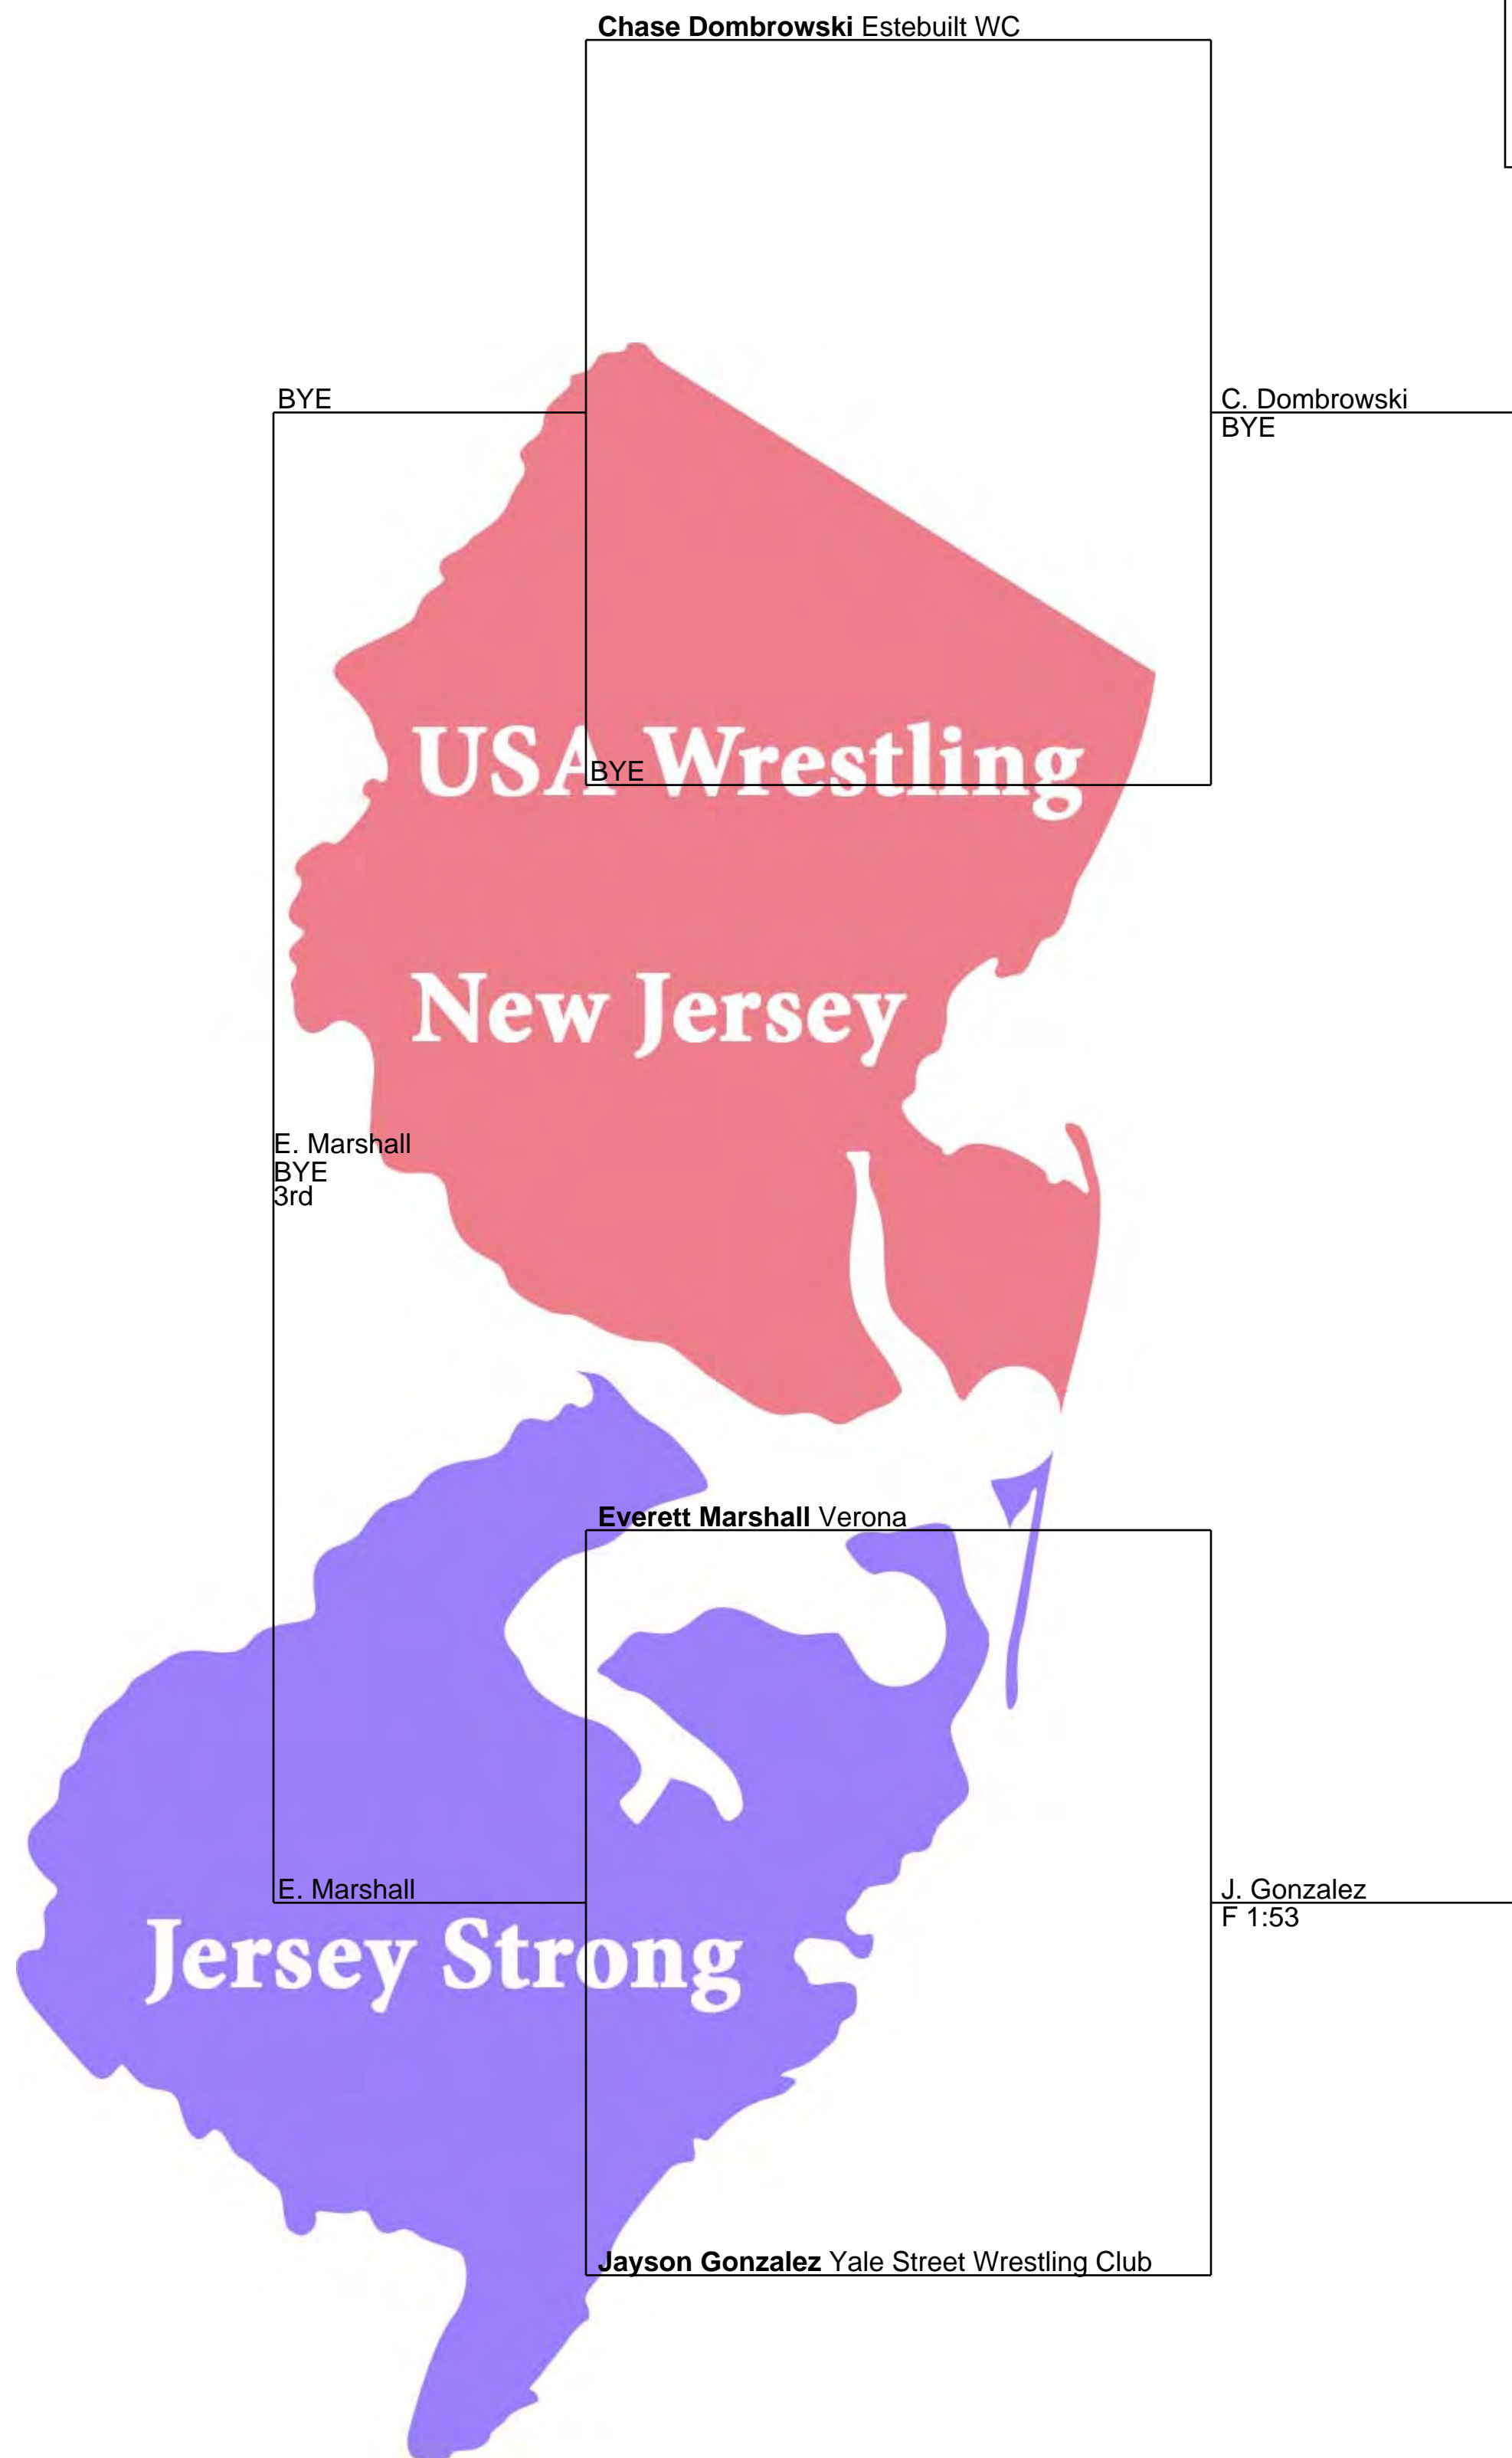 Chase Dombrowski Estebuilt WC
BYE
C. Dombrowski
BYE
USA Wrestling
BYE
New Jersey
E. Marshall
BYE
3rd
Everett Marshall Verona
E. Marshall
J. Gonzalez
F 1:53
Jersey Strong
Jayson Gonzalez Yale Street Wrestling Club